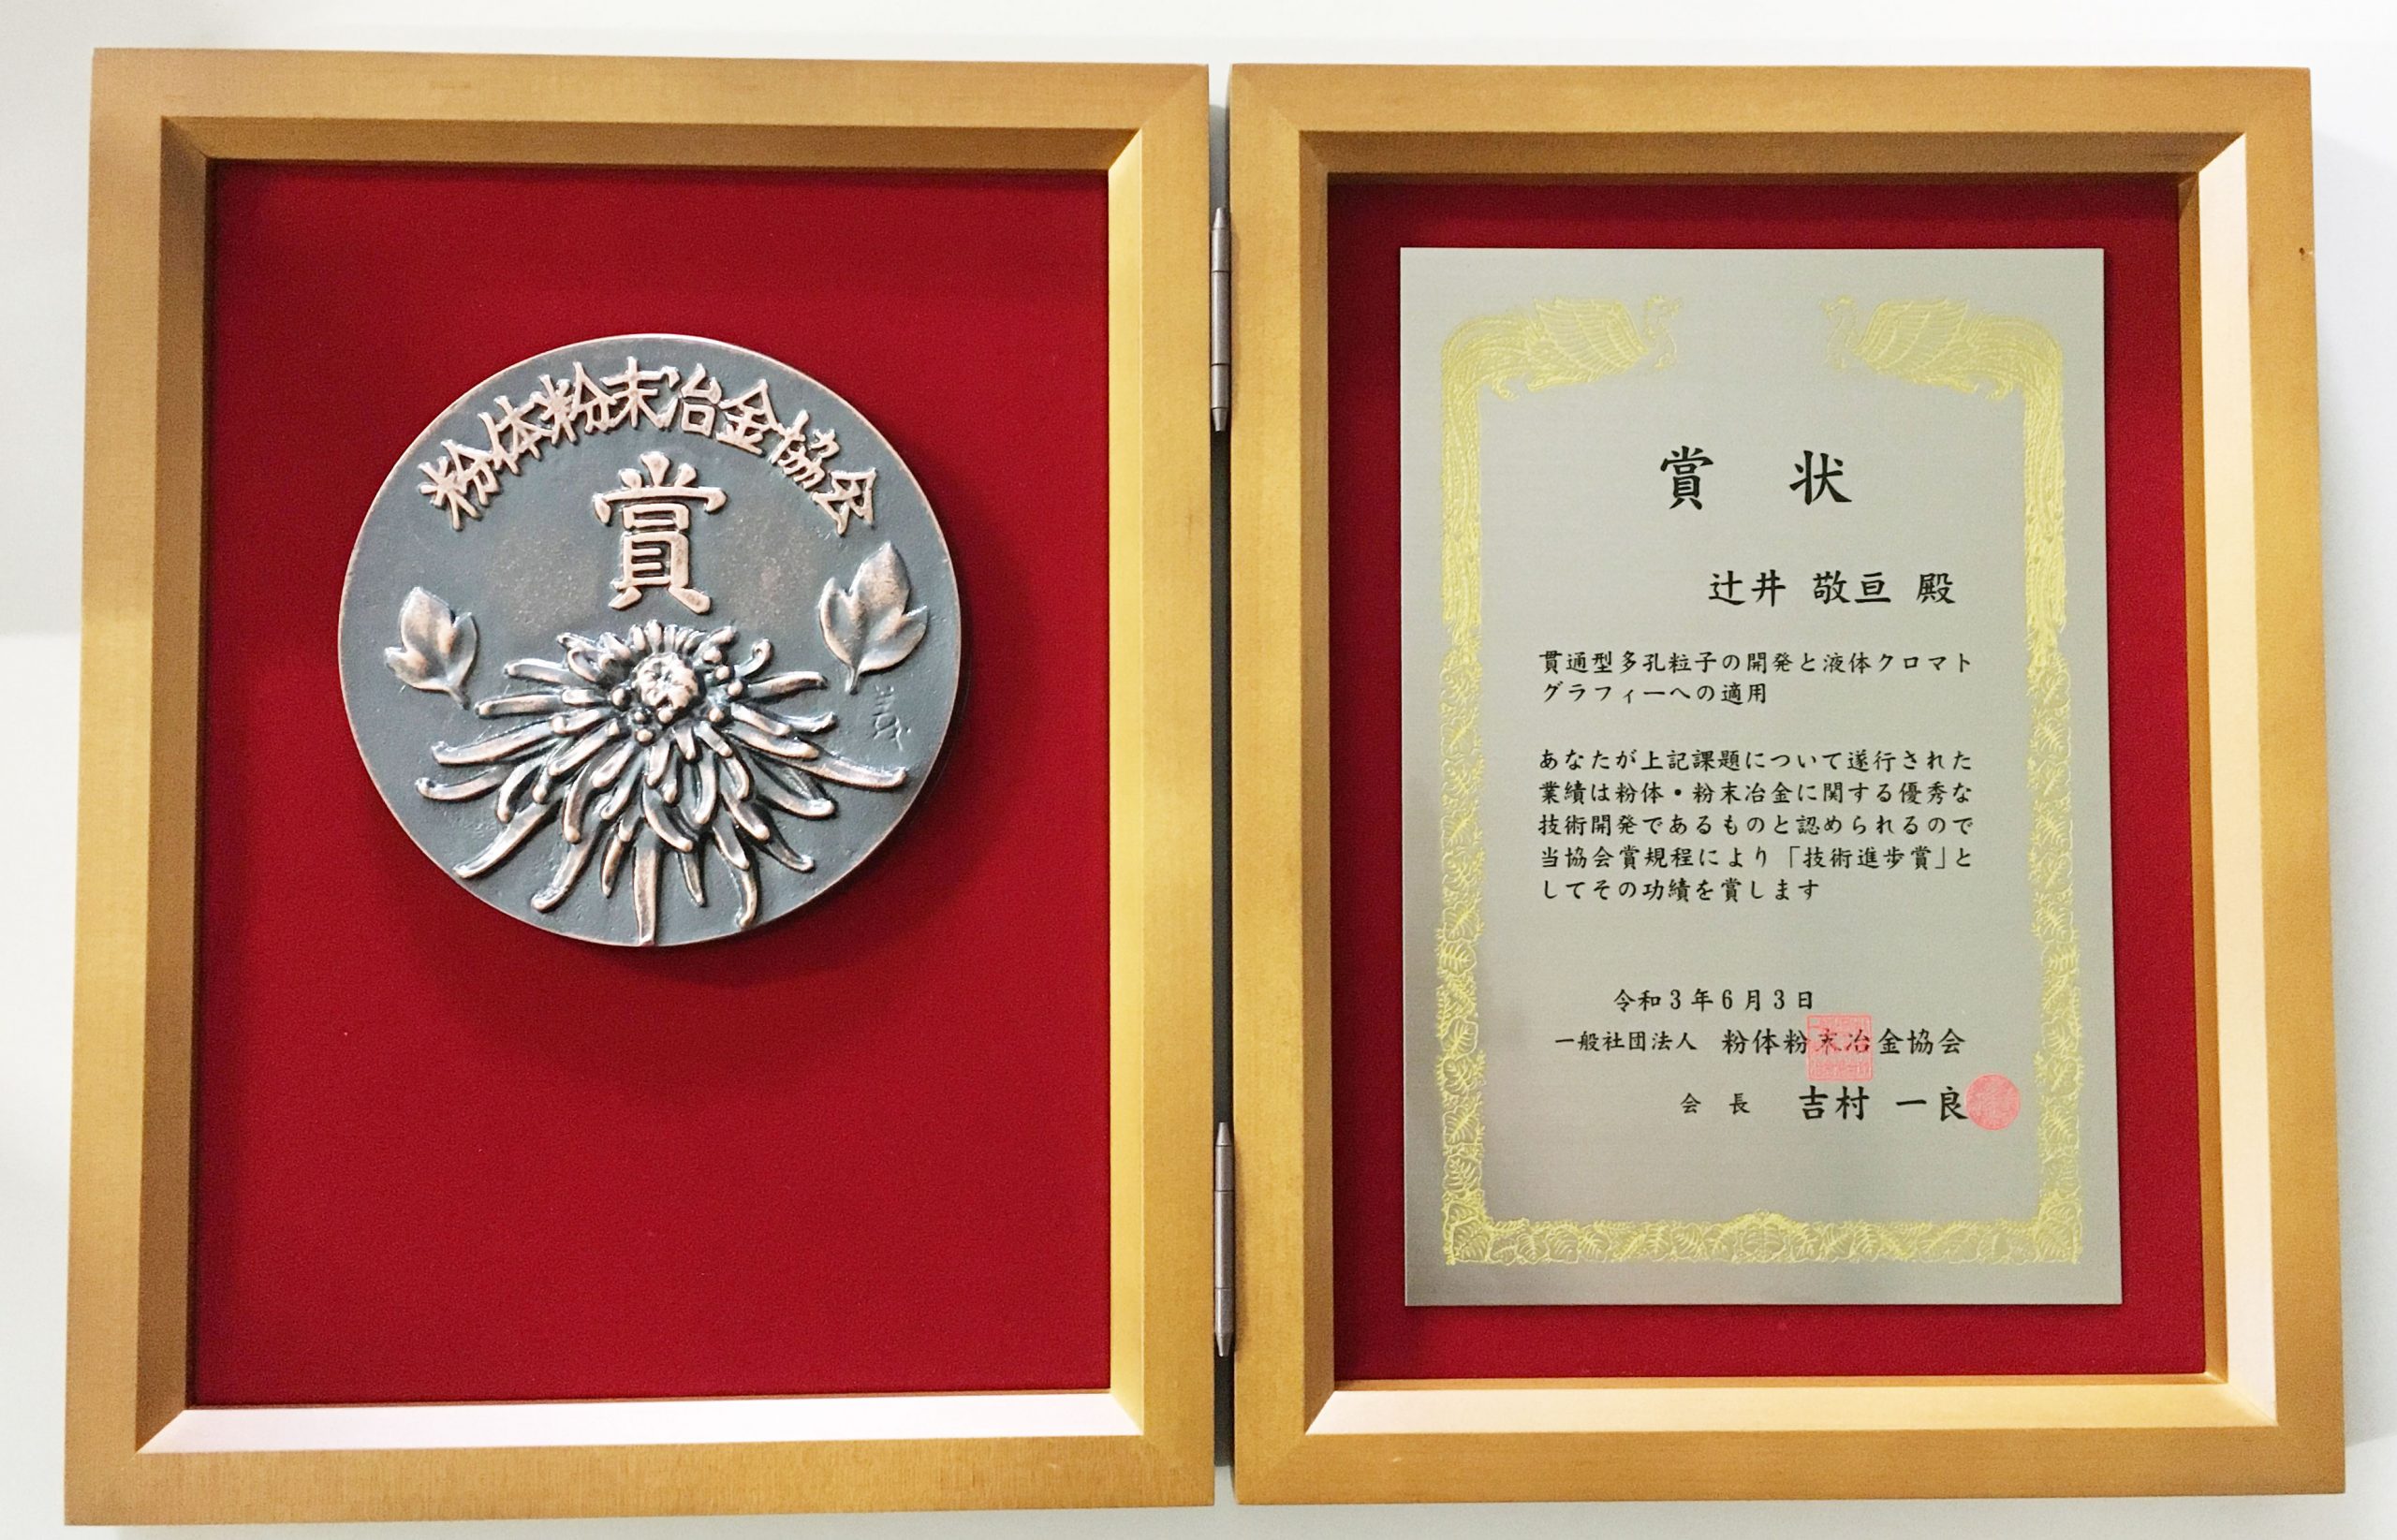 粉体粉末冶金協会
賞
賞 状
辻井 敬亘 殿
貫通型多孔粒子の開発と液体クロマト
グラフィーへの適用
あなたが上記課題について遂行された
業績は粉体・粉末冶金に関する優秀な
技術開発であるものと認められるので
当協会賞規程により「技術進歩賞」と
してその功績を賞します
令和3年6月3日
一般社団法人 粉体粉末冶金協会
会 長 吉村 一良